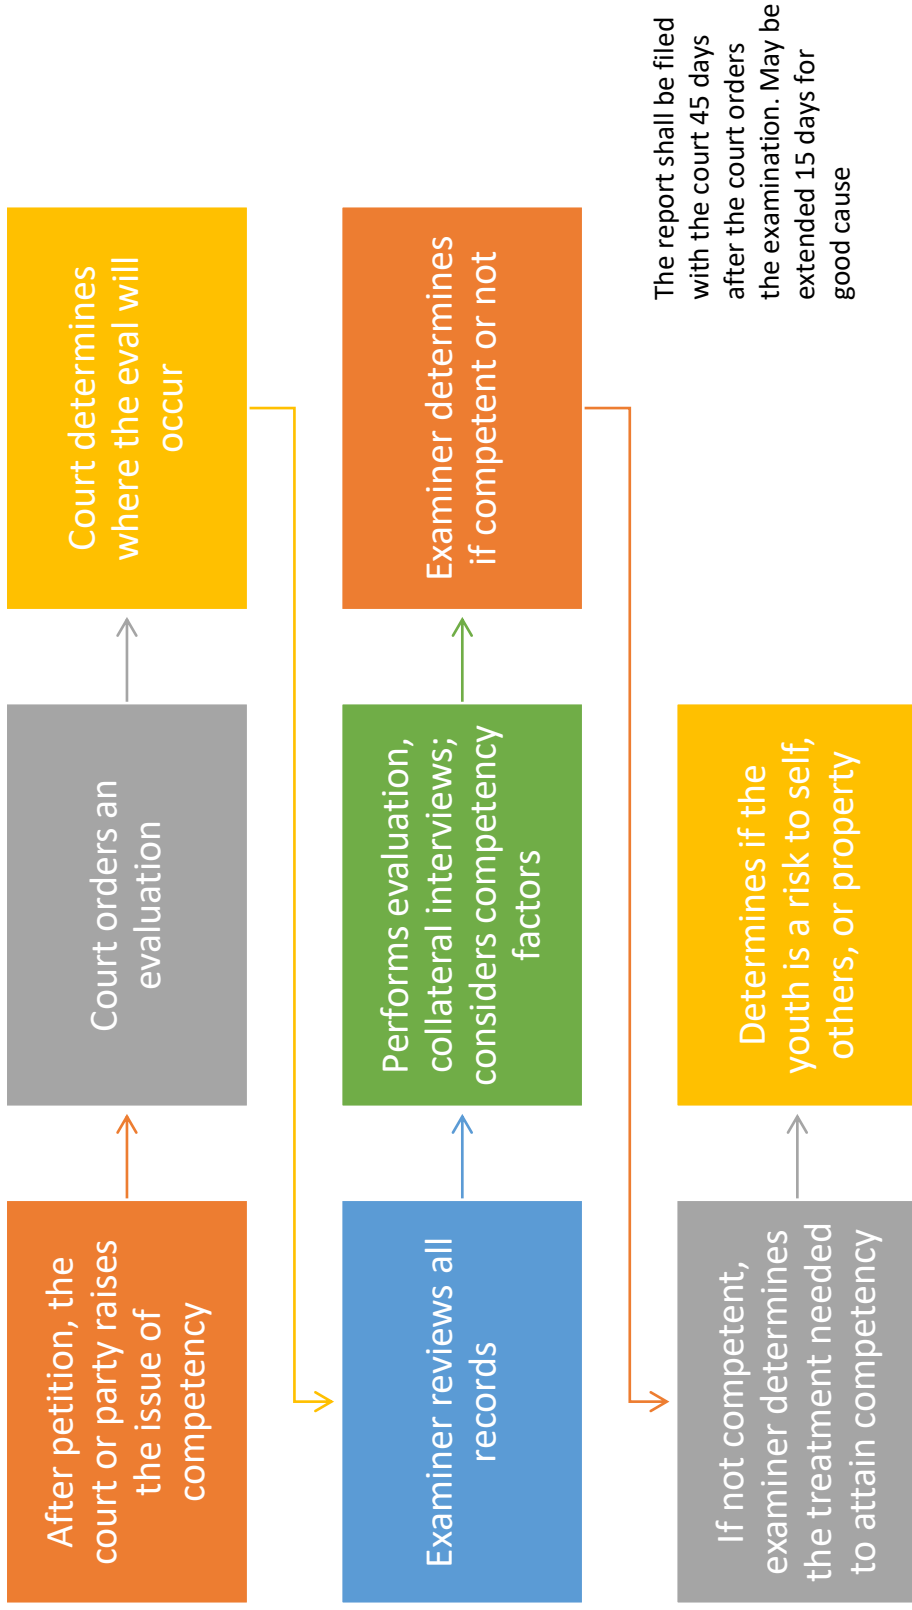 After petition, the
court or party raises
the issue of
competency
Court orders an
evaluation
Court determines
where the eval will
occur
Examiner reviews all
records
Performs evaluation,
collateral interviews;
considers competency
factors
Examiner determines
if competent or not
If not competent,
examiner determines
the treatment needed
to attain competency
Determines if the
youth is a risk to self,
others, or property
The report shall be filed
with the court 45 days
after the court orders
the examination. May be
extended 15 days for
good cause